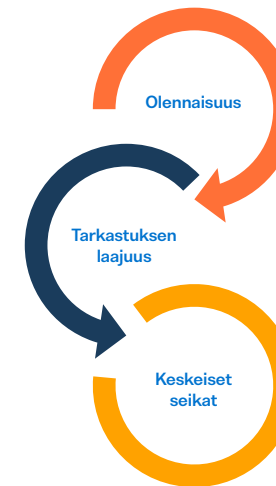 Olennaisuus
Tarkastuksen
laajuus
Keskeiset
seikat